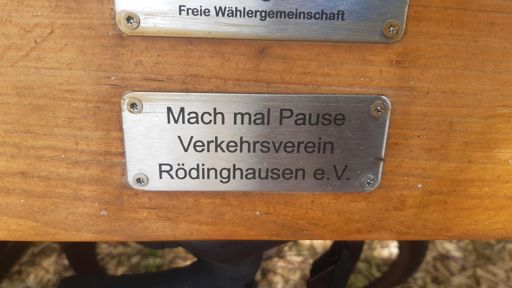 Freie Wählergemeinschaft
Mach mal Pause
Verkehrsverein
Rödinghausen e.V.